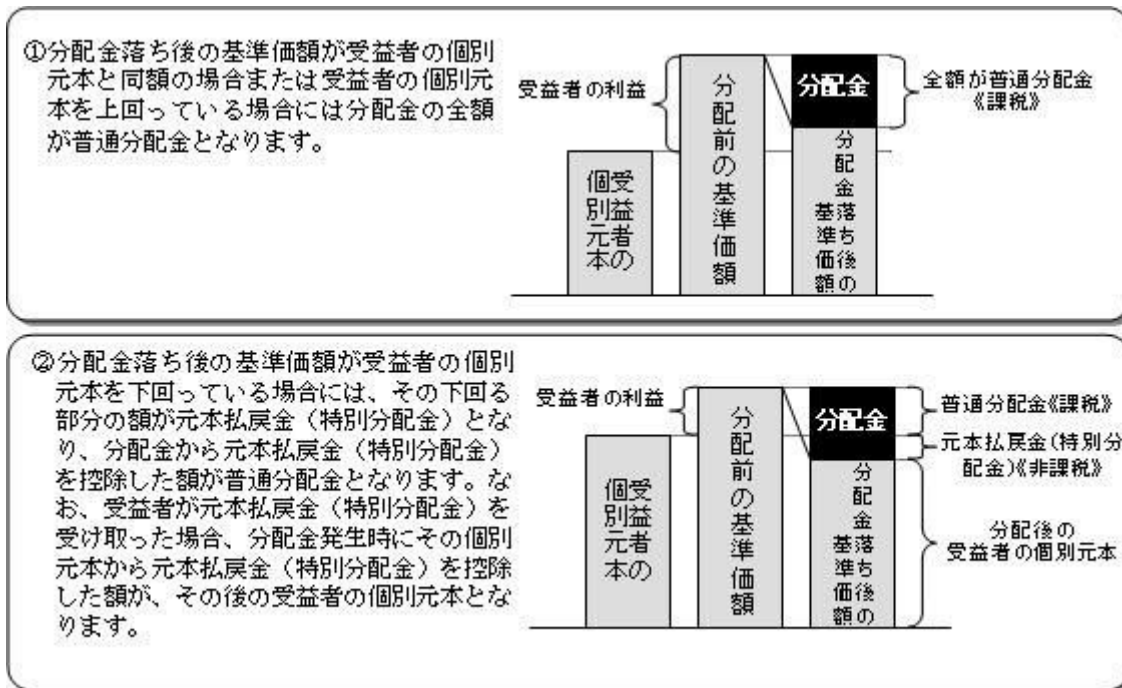 ①分配金落ち後の基準価額が受益者の個別
元本と同額の場合または受益者の個別元
本を上回っている場合には分配金の全額
が普通分配金となります。
受益者の利益
個別元本
受益者の
分配前の基準価額
分配金
基準価額
分配金落ち後の
全額が普通分配金
《課税》
②分配金落ち後の基準価額が受益者の個別
元本を下回っている場合には、その下回る
部分の額が元本払戻金（特別分配金）とな
り、分配金から元本払戻金（特別分配金）
を控除した額が普通分配金となります。な
お、受益者が元本払戻金（特別分配金）を
受け取った場合、分配金発生時にその個別
元本から元本払戻金（特別分配金）を控除
した額が、その後の受益者の個別元本とな
ります。
受益者の利益
受益者の
個別元本
分配前の基準価額
分配金
分配金落ち後の
基準価額
普通分配金《課税》
元本払戻金(特別分
配金)《非課税》
分配後の
受益者の個別元本